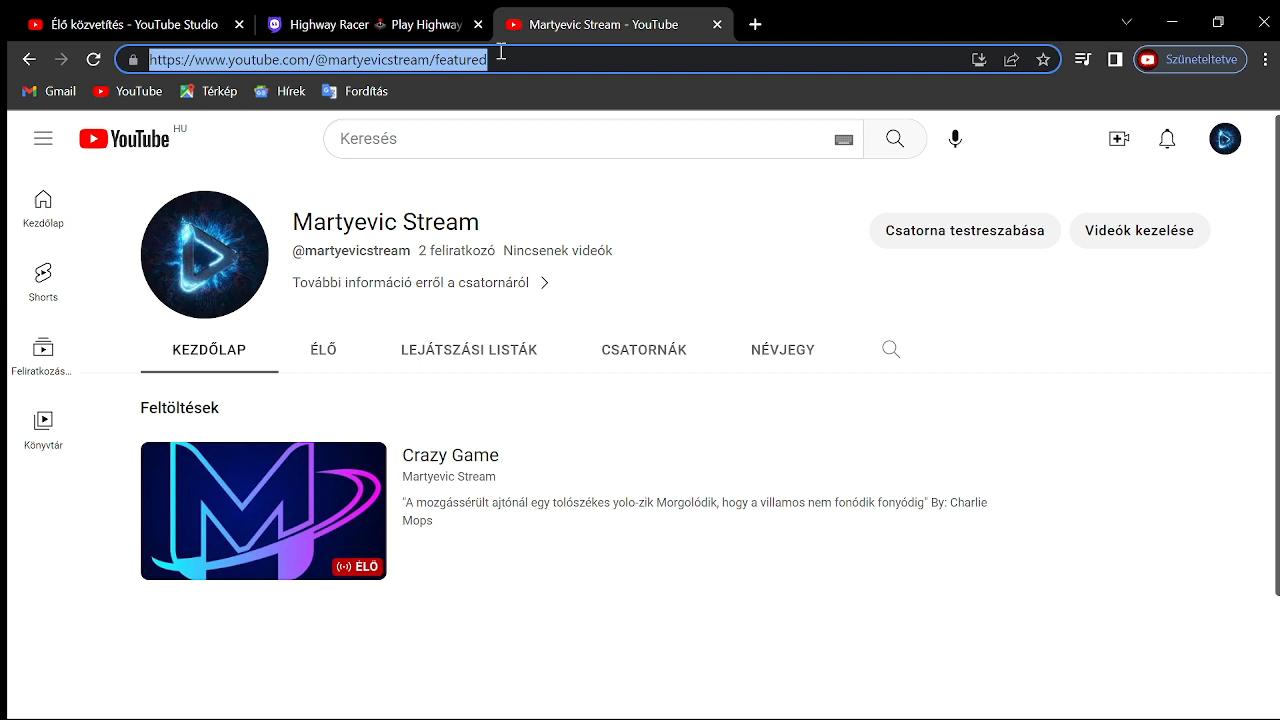 Élő közvetítés - YouTube Studio
Highway Racer 🕹 Play Highway
Martyevic Stream - YouTube
https://www.youtube.com/@martyevicstream/featured
Szüneteltetve
Gmail
YouTube
Térkép
Hírek
Fordítás
YouTube HU
Keresés
Kezdőlap
Shorts
Feliratkozás...
Könyvtár
Martyevic Stream
@martyevicstream 2 feliratkozó Nincsenek videók
További információ erről a csatornáról
Csatorna testreszabása
Videók kezelése
KEZDŐLAP
ÉLŐ
LEJÁTSZÁSI LISTÁK
CSATORNÁK
NÉVJEGY
Feltöltések
M
ÉLŐ
Crazy Game
Martyevic Stream
"A mozgássérült ajtónál egy tolószékes yolo-zik Morgolódik, hogy a villamos nem fonódik fonyódig" By: Charlie
Mops